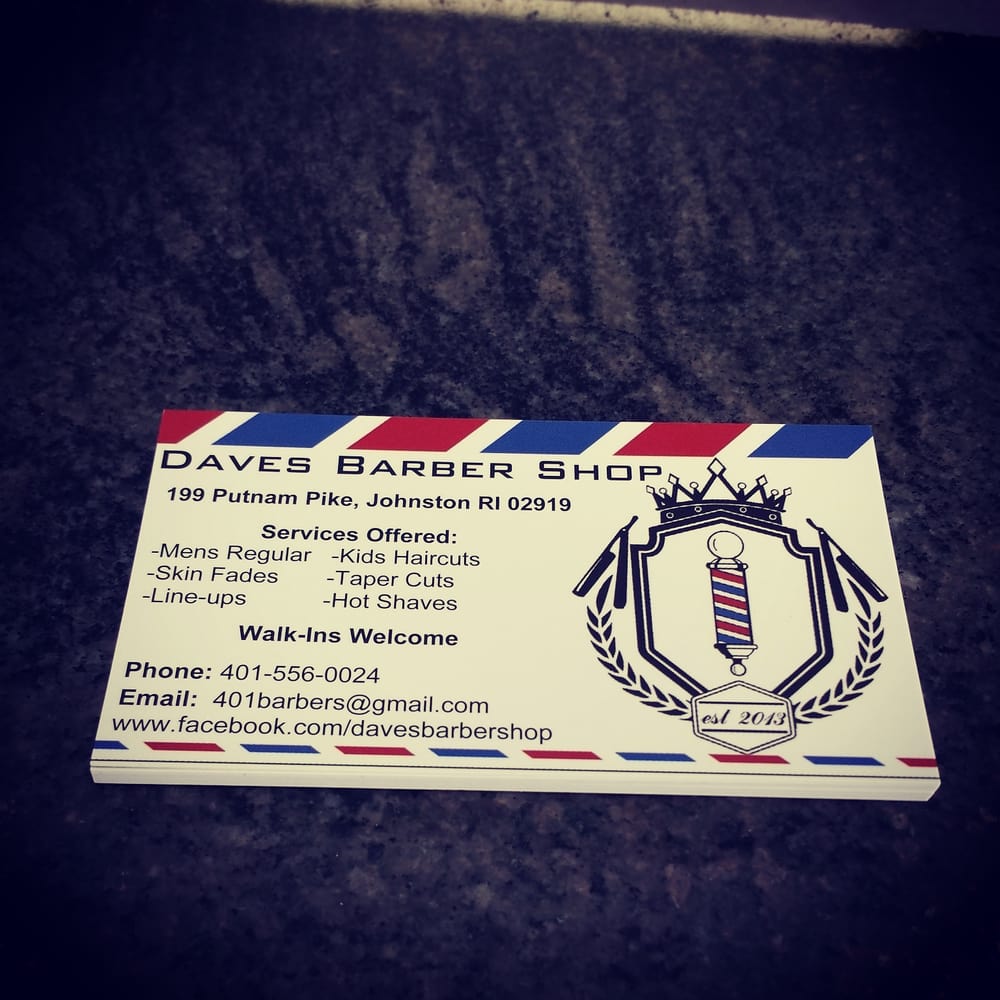 DAVES BARBER SHOP
199 Putnam Pike, Johnston RI 02919
Services Offered:
-Mens Regular -Kids Haircuts
-Skin Fades -Taper Cuts
-Line-ups -Hot Shaves
Walk-Ins Welcome
Phone: 401-556-0024
Email: 401barbers@gmail.com
www.facebook.com/davesbarbershop
est 2013